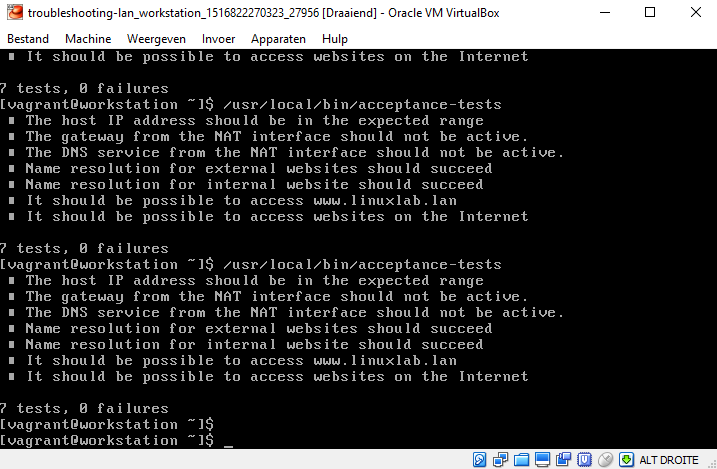 troubleshooting-lan_workstation_1516822270323_27956 [Draaiend] - Oracle VM VirtualBox
Bestand Machine Weergeven Invoer Apparaten Help
∎ It should be possible to access websites on the Internet
7 tests, 0 failures
[vagrant@workstation ~]$ /usr/local/bin/acceptance-tests
∎ The host IP address should be in the expected range
∎ The gateway from the NAT interface should not be active.
∎ The DNS service from the NAT interface should not be active.
∎ Name resolution for external websites should succeed
∎ Name resolution for internal website should succeed
∎ It should be possible to access www.linuxlab.lan
∎ It should be possible to access websites on the Internet
7 tests, 0 failures
[vagrant@workstation ~]$ /usr/local/bin/acceptance-tests
∎ The host IP address should be in the expected range
∎ The gateway from the NAT interface should not be active.
∎ The DNS service from the NAT interface should not be active.
∎ Name resolution for external websites should succeed
∎ Name resolution for internal website should succeed
∎ It should be possible to access www.linuxlab.lan
∎ It should be possible to access websites on the Internet
7 tests, 0 failures
[vagrant@workstation ~]$
[vagrant@workstation ~]$ _
ALT DROITE